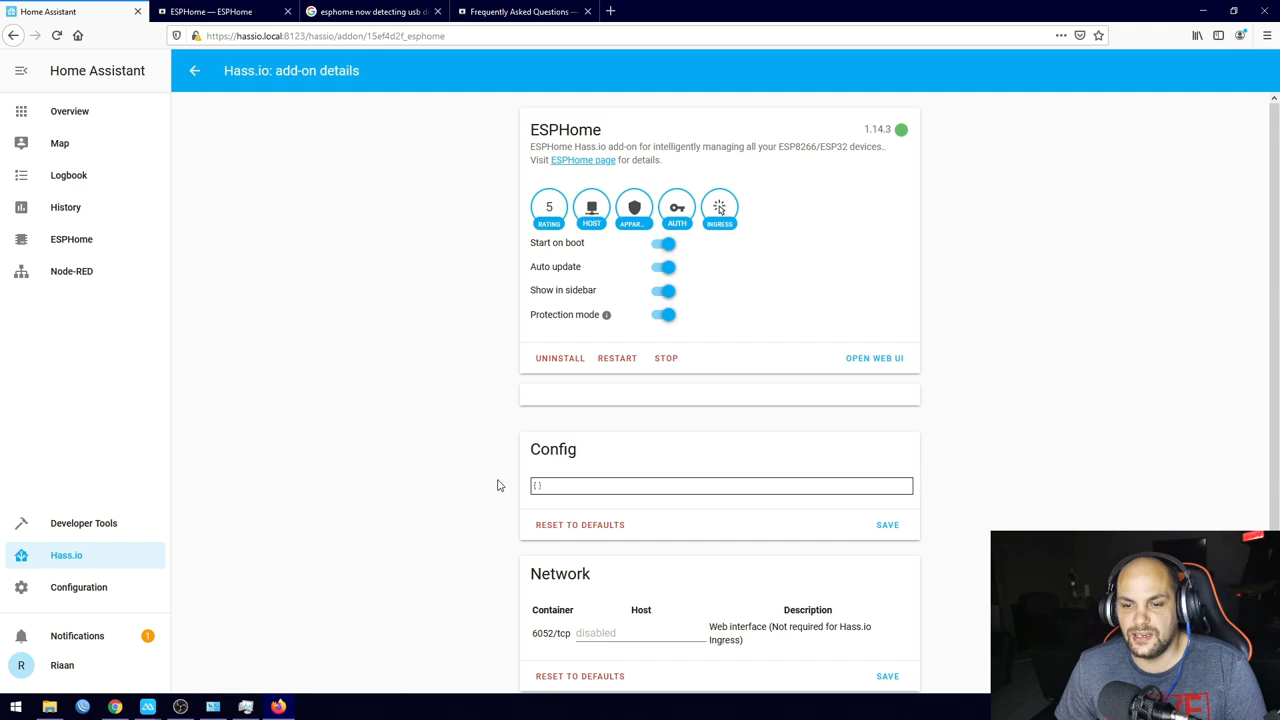 Home Assistant
ESPHome — ESPHome
esphome now detecting usb d
Frequently Asked Questions —
https://hassio.local:8123/hassio/addon/15ef4d2f_esphome
Home Assistant
Hass.io: add-on details
Overview
Map
Logbook
History
ESPHome
Node-RED
Developer Tools
Hass.io
Configuration
Notifications 1
R Riaan
ESPHome 1.14.3
ESPHome Hass.io add-on for intelligently managing all your ESP8266/ESP32 devices..
Visit ESPHome page for details.
5
RATING HOST APPAR... AUTH INGRESS
Start on boot
Auto update
Show in sidebar
Protection mode
UNINSTALL RESTART STOP OPEN WEB UI
Config
{}
RESET TO DEFAULTS SAVE
Network
Container Host Description
6052/tcp disabled Web interface (Not required for Hass.io
Ingress)
RESET TO DEFAULTS SAVE